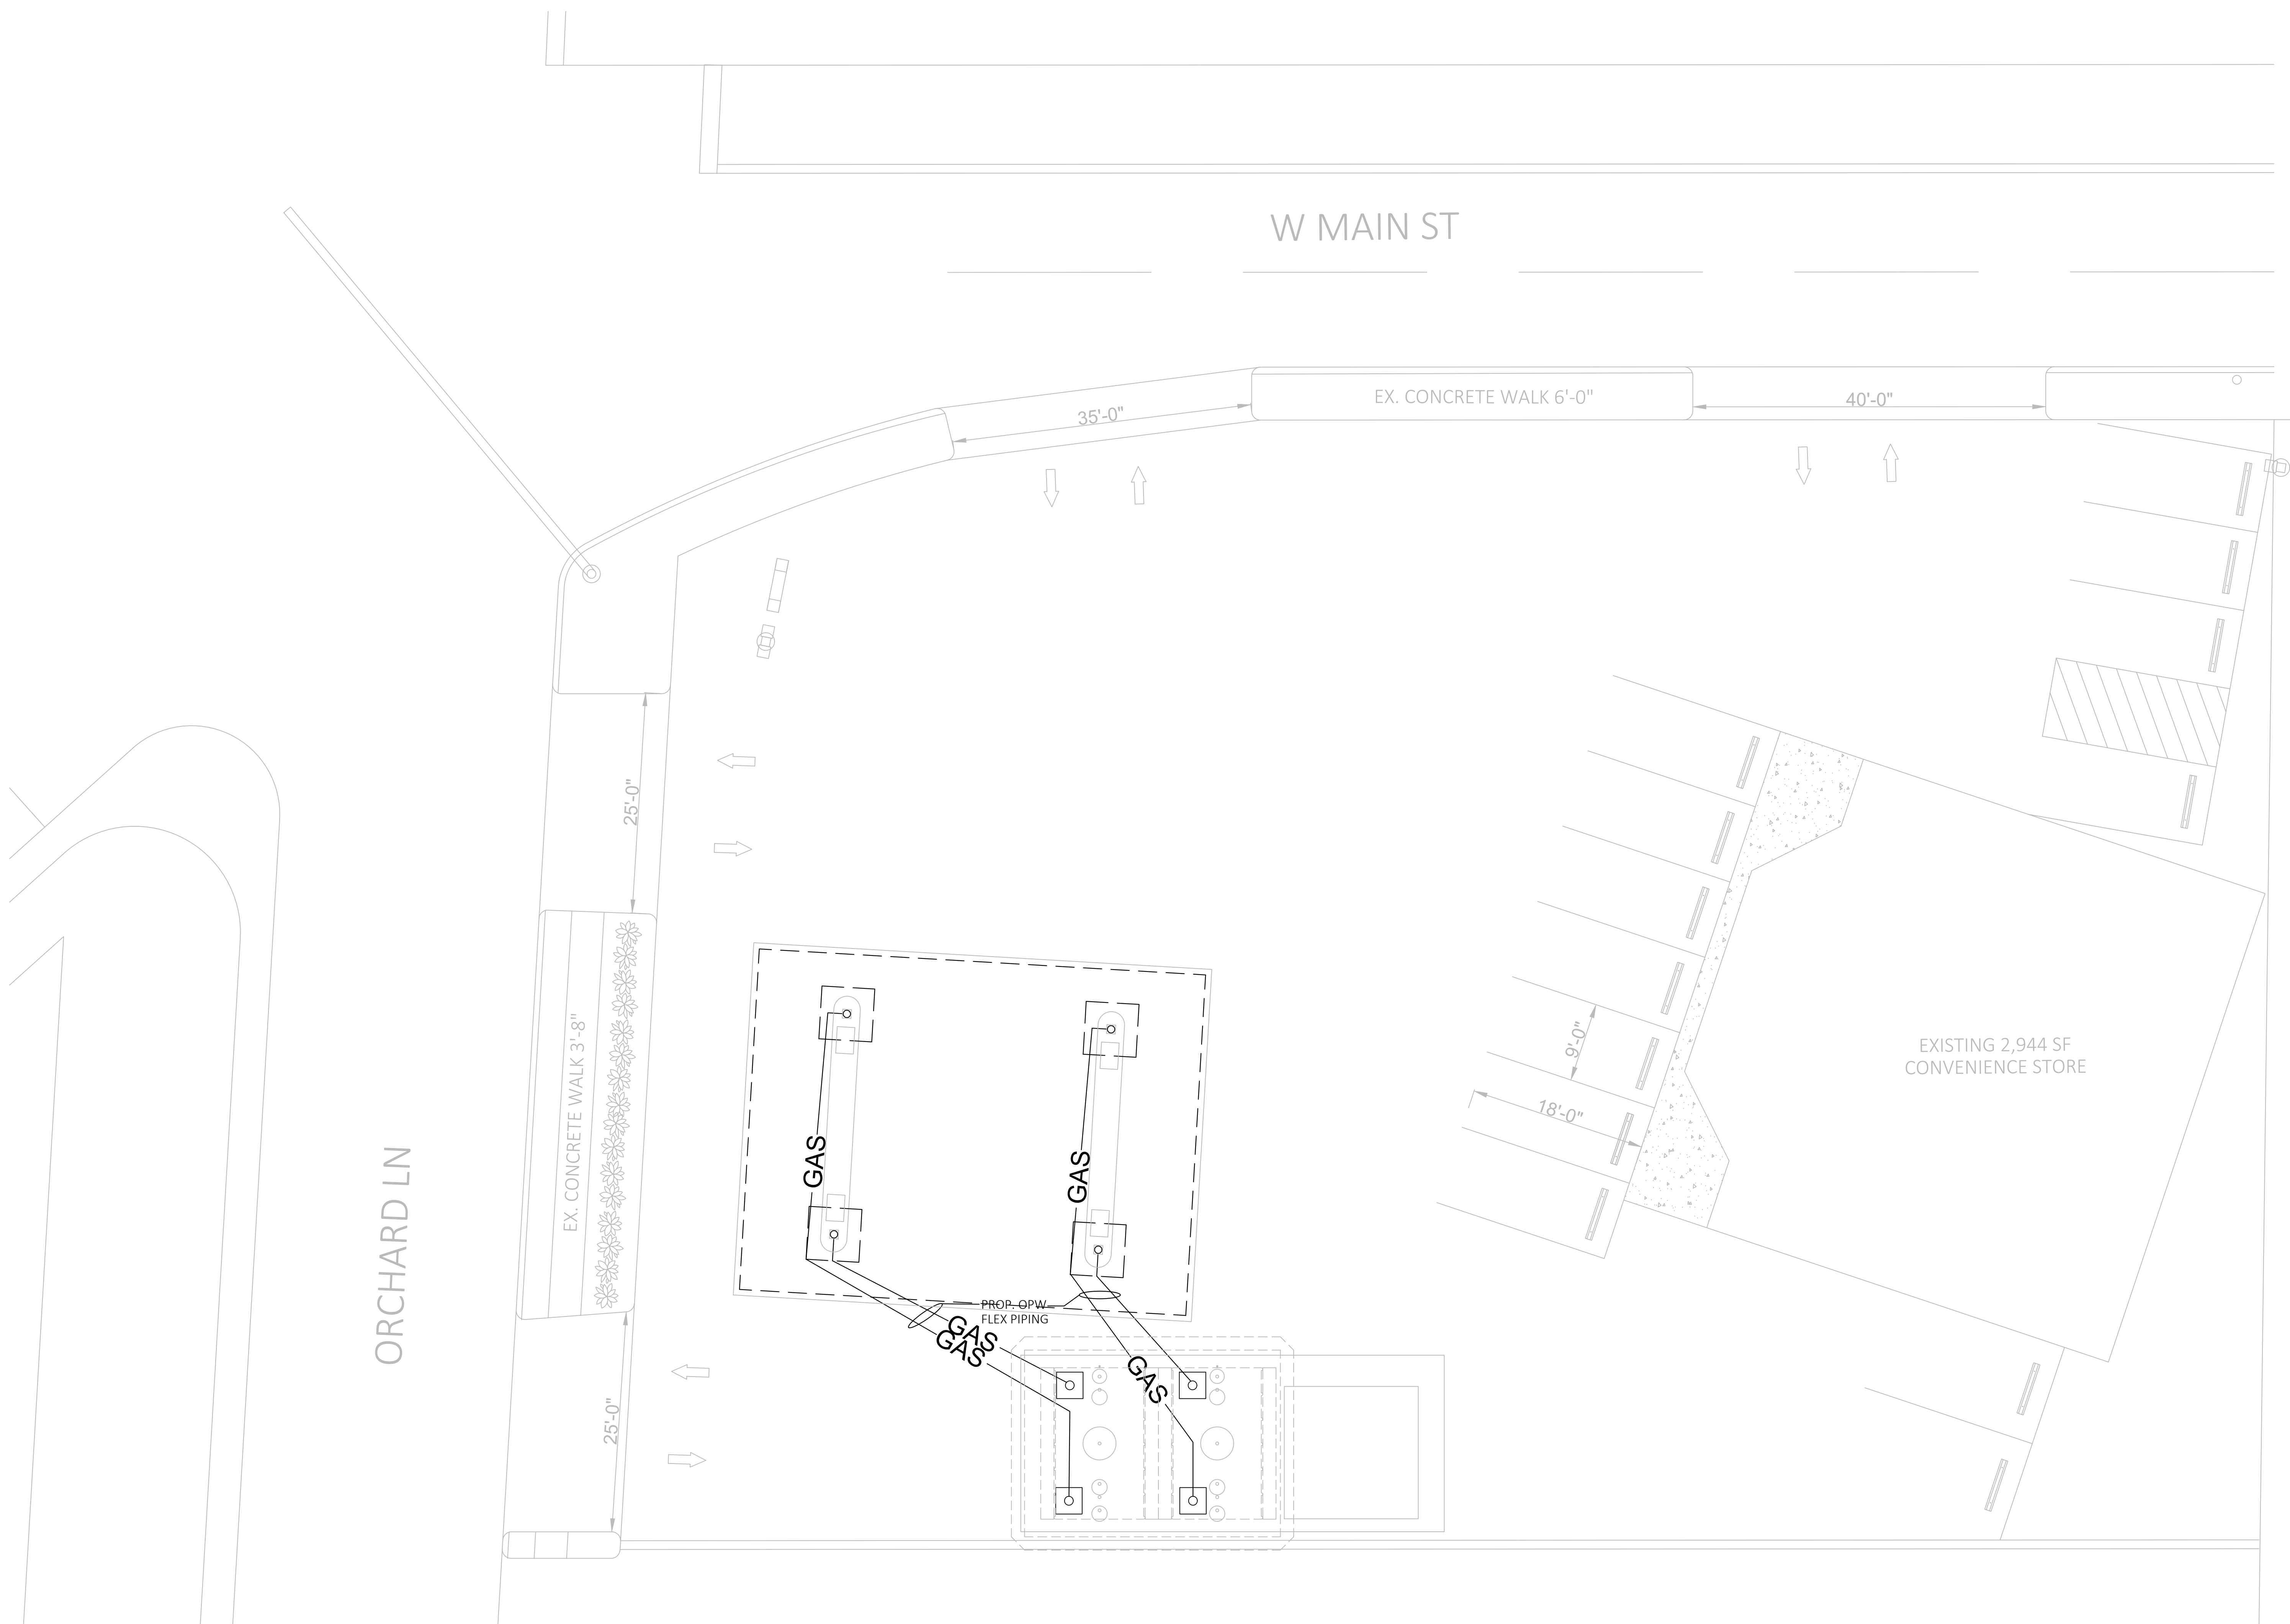 W MAIN ST
EX. CONCRETE WALK 6'-0"
40'-0"
35'-0"
25'-0"
EX. CONCRETE WALK 3'-8"
ORCHARD LN
25'-0"
GAS
GAS
PROP. OPW
FLEX PIPING
GAS
GAS
GAS
9'-0"
18'-0"
EXISTING 2,944 SF
CONVENIENCE STORE